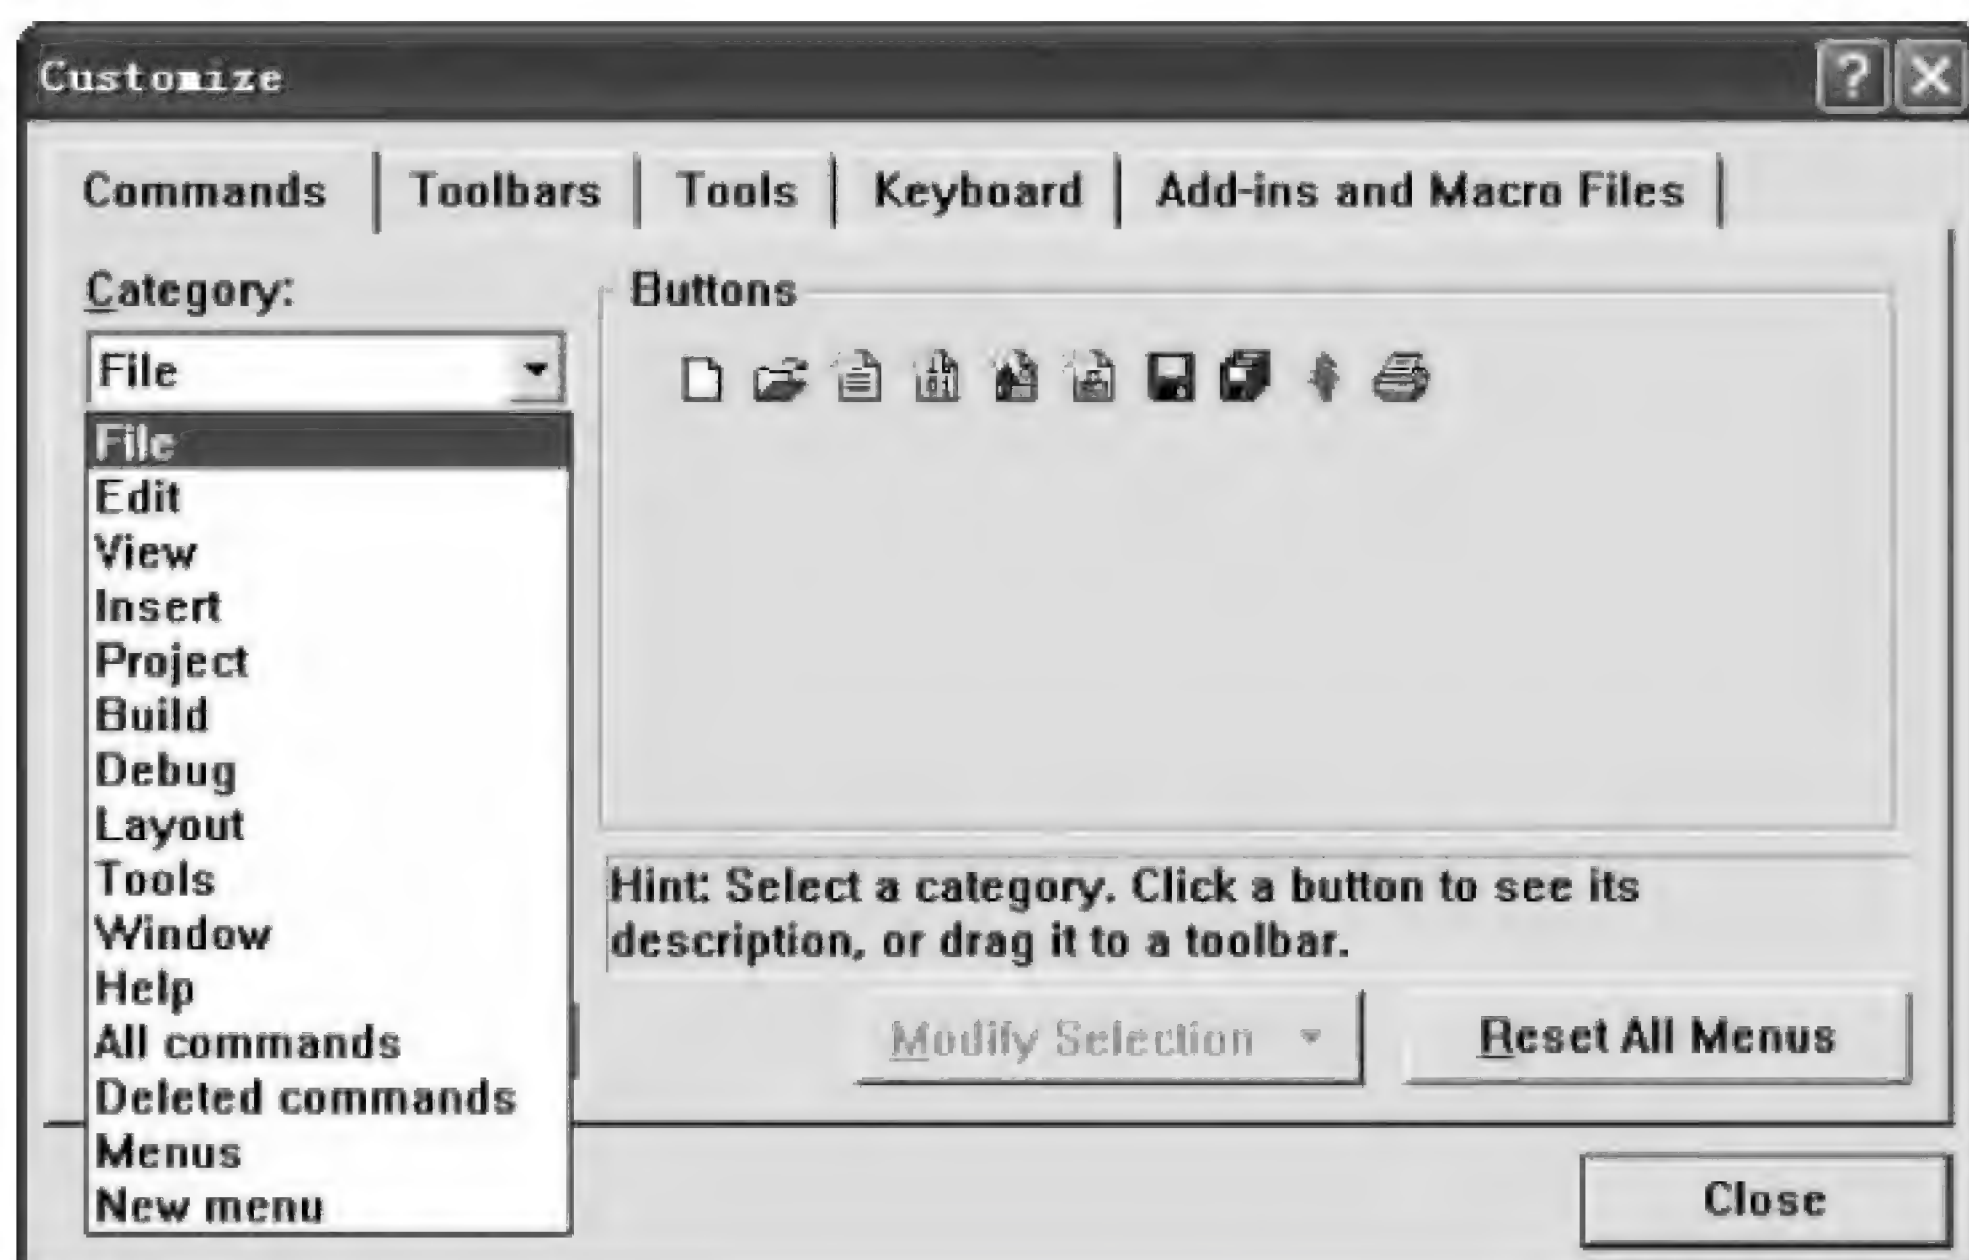 Customize
Commands Toolbars Tools Keyboard Add-ins and Macro Files
Category:
Buttons
File
File
Edit
View
Insert
Project
Build
Debug
Layout
Tools
Window
Help
All commands
Deleted commands
Menus
New menu
Hint: Select a category. Click a button to see its
description, or drag it to a toolbar.
Modify Selection
Reset All Menus
Close